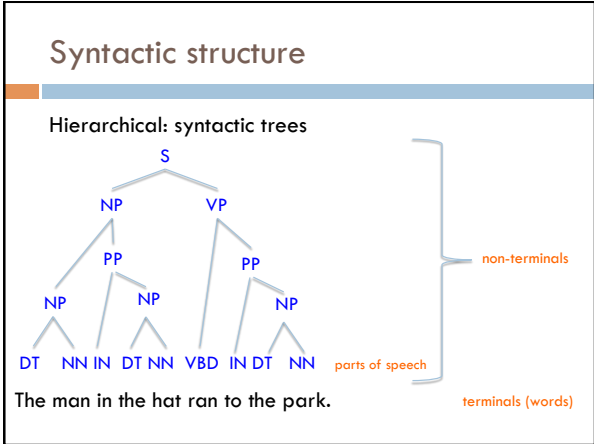 Syntactic structure
Hierarchical: syntactic trees
S
NP VP
PP PP non-terminals
NP NP NP
DT NN IN DT NN VBD IN DT NN parts of speech
The man in the hat ran to the park. terminals (words)